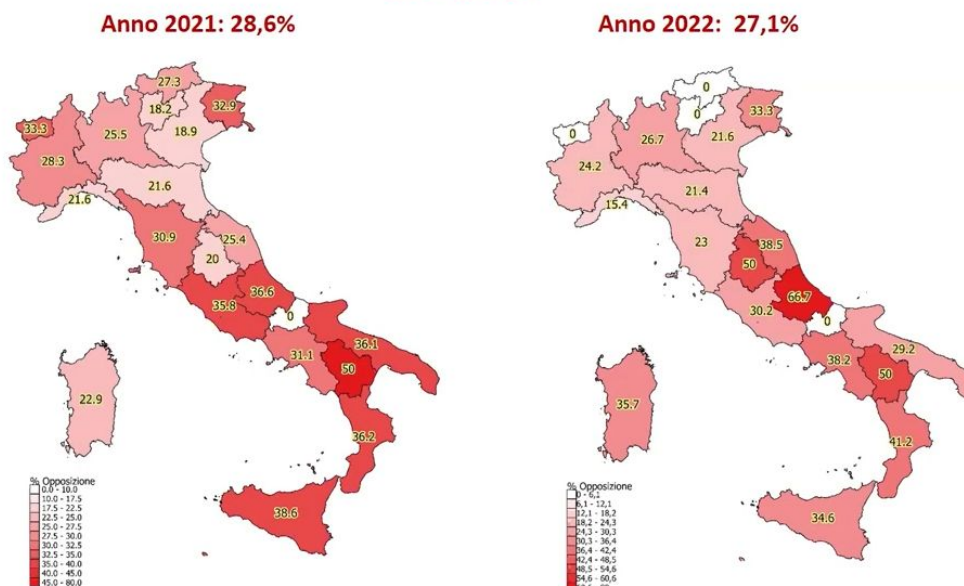 Anno 2021: 28,6%
27.3
18.2
32.9
33.3
25.5
18.9
28.3
21.6
21.6
30.9
25.4
20
36.6
35.8
0
36.1
31.1
50
22.9
36.2
38.6
% Opposizione
0.0 - 10.0
10.0 - 17.5
17.5 - 22.5
22.5 - 25.0
25.0 - 27.5
27.5 - 30.0
30.0 - 32.5
32.5 - 35.0
35.0 - 40.0
40.0 - 45.0
45.0 - 80.0
Anno 2022: 27,1%
0
0
33.3
0
26.7
21.6
24.2
21.4
15.4
23
38.5
50
66.7
30.2
0
29.2
38.2
50
35.7
41.2
34.6
% Opposizione
0 - 6,1
6,1 - 12,1
12,1 - 18,2
18,2 - 24,3
24,3 - 30,3
30,3 - 36,4
36,4 - 42,4
42,4 - 48,5
48,5 - 54,6
54,6 - 60,6